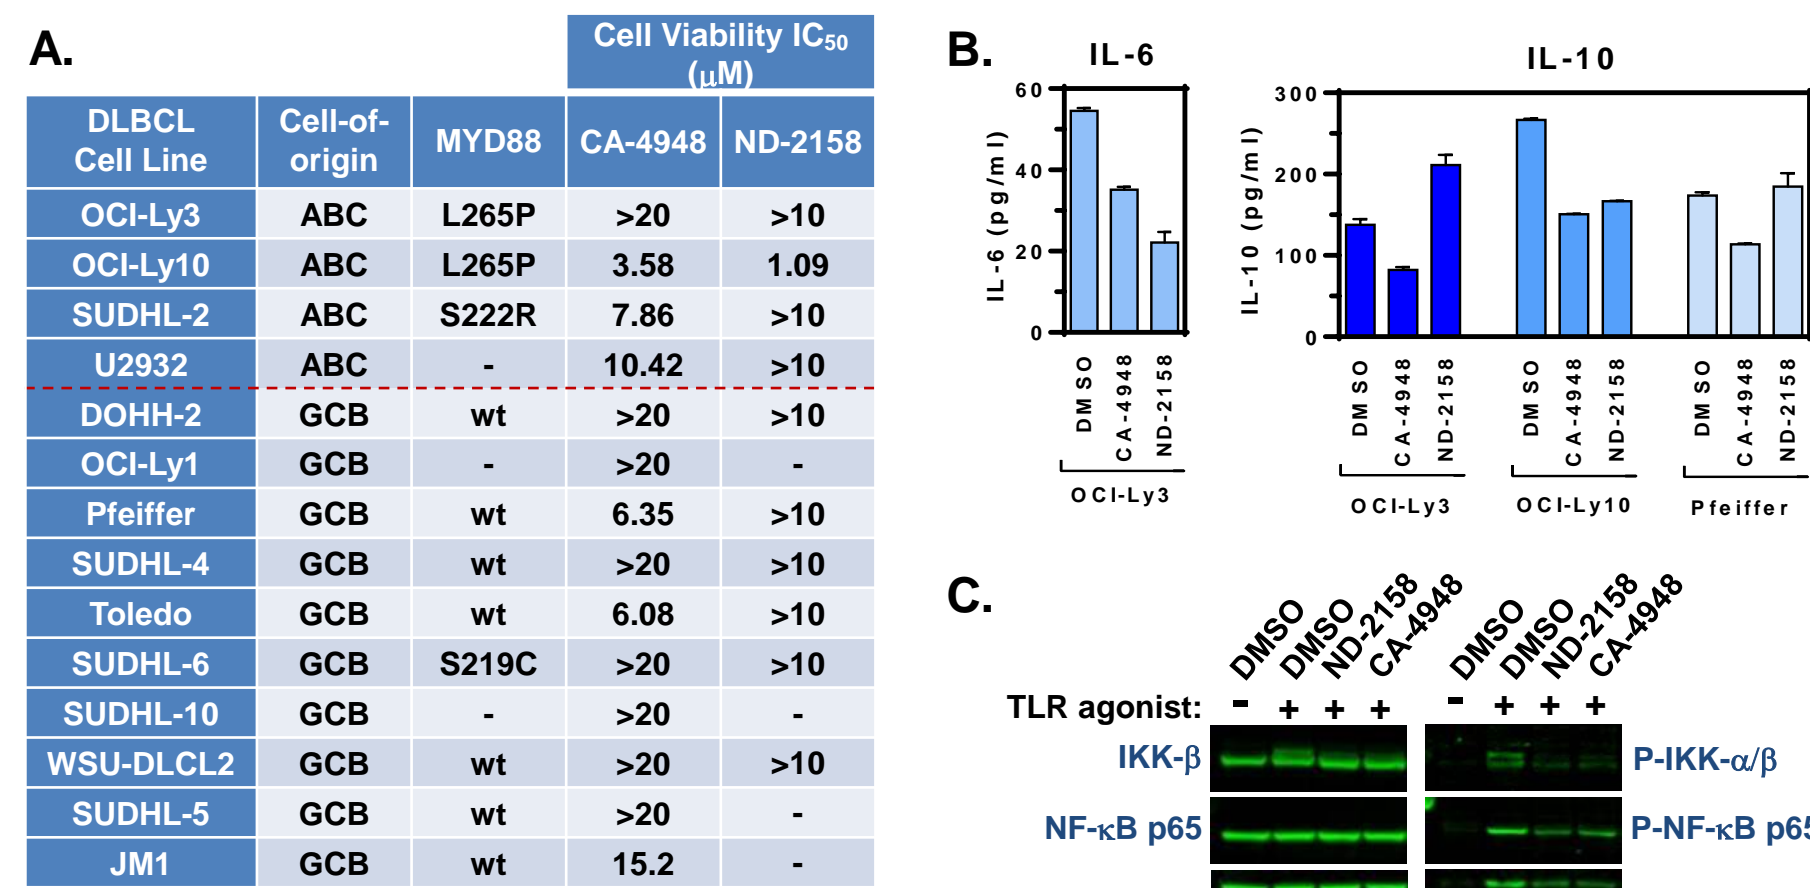 A.
Cell Viability IC50
(μM)
DLBCL
Cell Line
Cell-of-
origin
MYD88
CA-4948
ND-2158
OCI-Ly3 ABC L265P >20 >10
OCI-Ly10 ABC L265P 3.58 1.09
SUDHL-2 ABC S222R 7.86 >10
U2932 ABC - 10.42 >10
DOHH-2 GCB wt >20 >10
OCI-Ly1 GCB - >20 -
Pfeiffer GCB wt 6.35 >10
SUDHL-4 GCB wt >20 >10
Toledo GCB wt 6.08 >10
SUDHL-6 GCB S219C >20 >10
SUDHL-10 GCB - >20 -
WSU-DLCL2 GCB wt >20 >10
SUDHL-5 GCB wt >20 -
JM1 GCB wt 15.2 -
B.
IL-6
IL-6 (pg/ml)
60
40
20
0
DMSO
CA-4948
ND-2158
OCI-Ly3
IL-10
IL-10 (pg/ml)
300
200
100
0
DMSO
CA-4948
ND-2158
DMSO
CA-4948
ND-2158
DMSO
CA-4948
ND-2158
OCI-Ly3
OCI-Ly10
Pfeiffer
C.
DMSO
DMSO
ND-2158
CA-4948
DMSO
DMSO
ND-2158
CA-4948
TLR agonist: - + + + - + + +
IKK-β
P-IKK-α/β
NF-κB p65
P-NF-κB p65